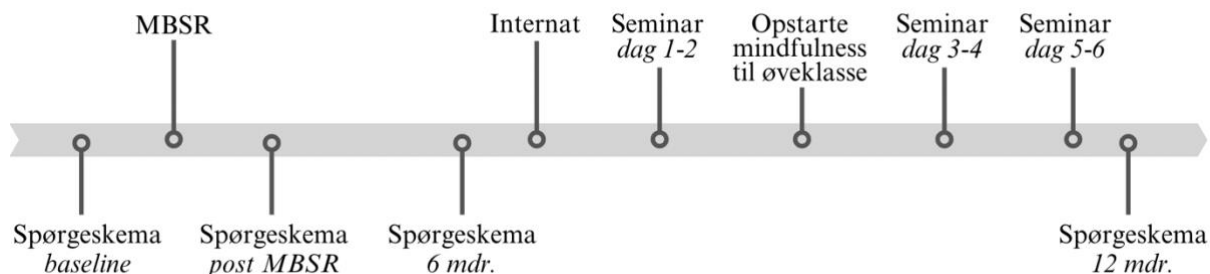 MBSR
Internat
Seminar
dag 1-2
Opstarte
mindfulness
til øveklasse
Seminar
dag 3-4
Seminar
dag 5-6
Spørgeskema
baseline
Spørgeskema
post MBSR
Spørgeskema
6 mdr.
Spørgeskema
12 mdr.